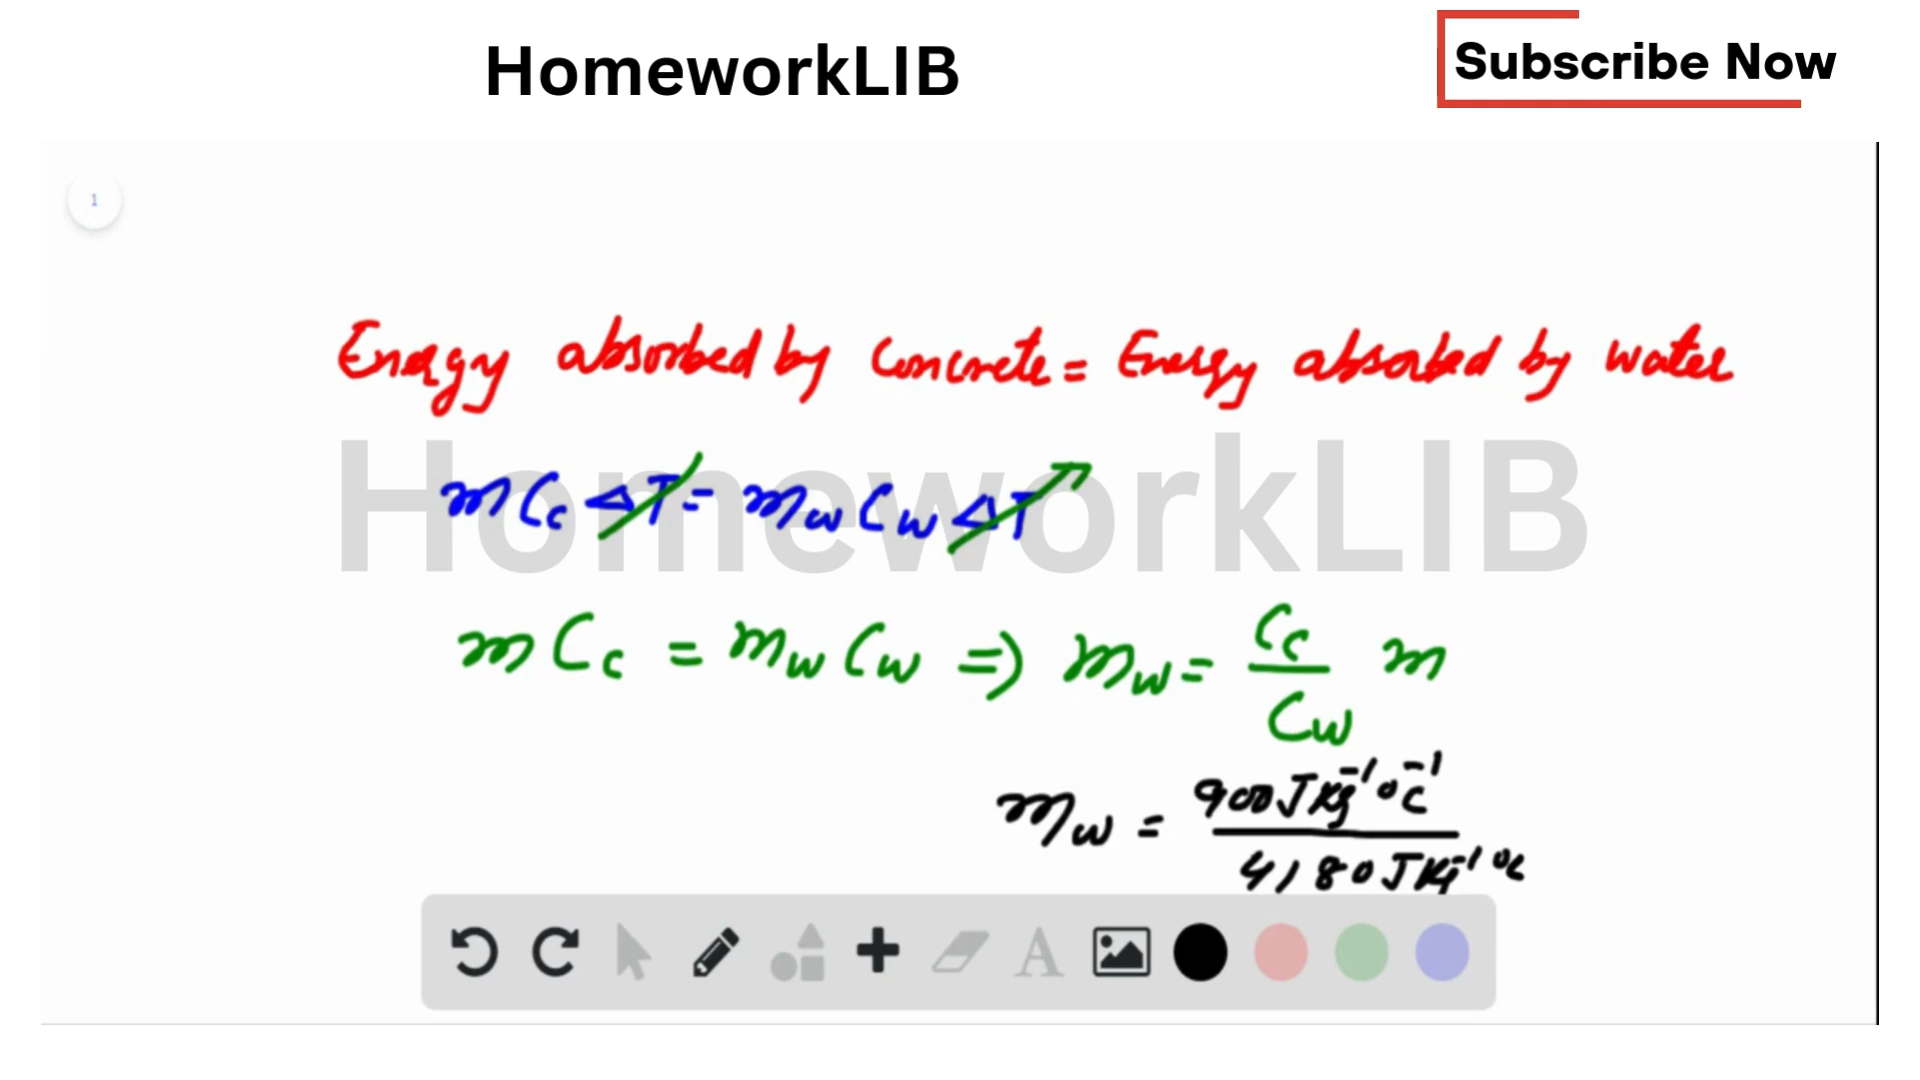 HomeworkLIB
Subscribe Now
1
Energy absorbed by Concrete = Energy absorbed by water
HomeworkLIB
m Cc ΔT = mw Cw ΔT
m Cc = mw Cw => mw = Cc/Cw m
mw = 900 J Kg⁻¹ °C⁻¹ / 4180 J Kg⁻¹ °C
A